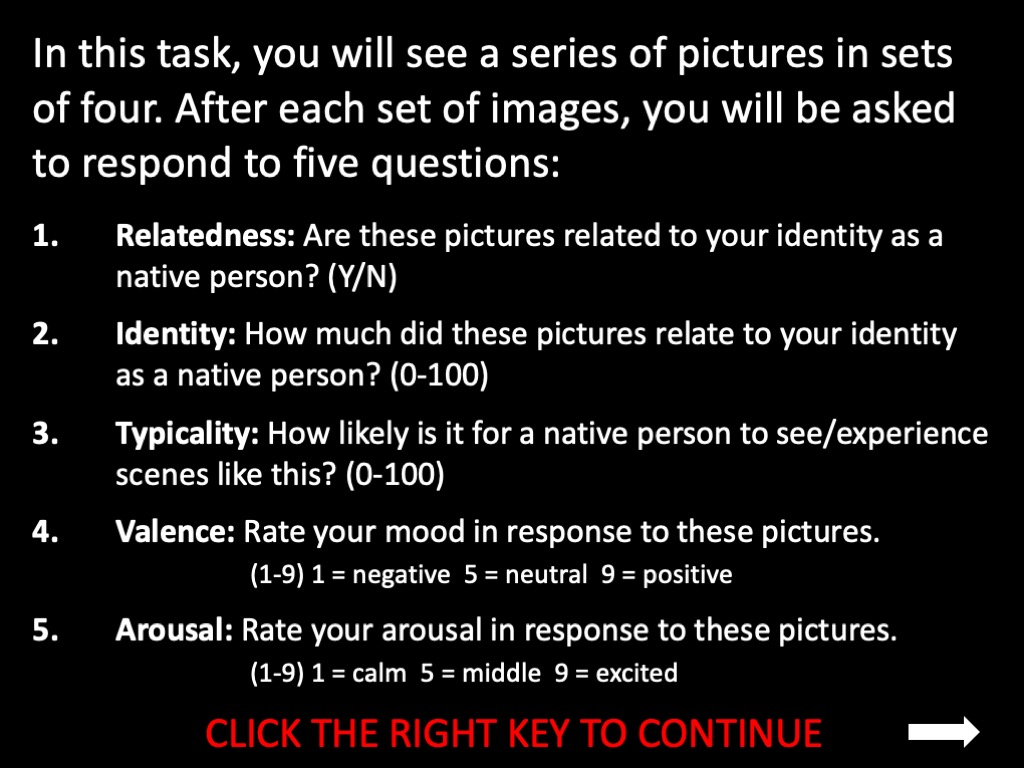 In this task, you will see a series of pictures in sets
of four. After each set of images, you will be asked
to respond to five questions:
1. Relatedness: Are these pictures related to your identity as a
native person? (Y/N)
2. Identity: How much did these pictures relate to your identity
as a native person? (0-100)
3. Typicality: How likely is it for a native person to see/experience
scenes like this? (0-100)
4. Valence: Rate your mood in response to these pictures.
(1-9) 1 = negative 5 = neutral 9 = positive
5. Arousal: Rate your arousal in response to these pictures.
(1-9) 1 = calm 5 = middle 9 = excited
CLICK THE RIGHT KEY TO CONTINUE